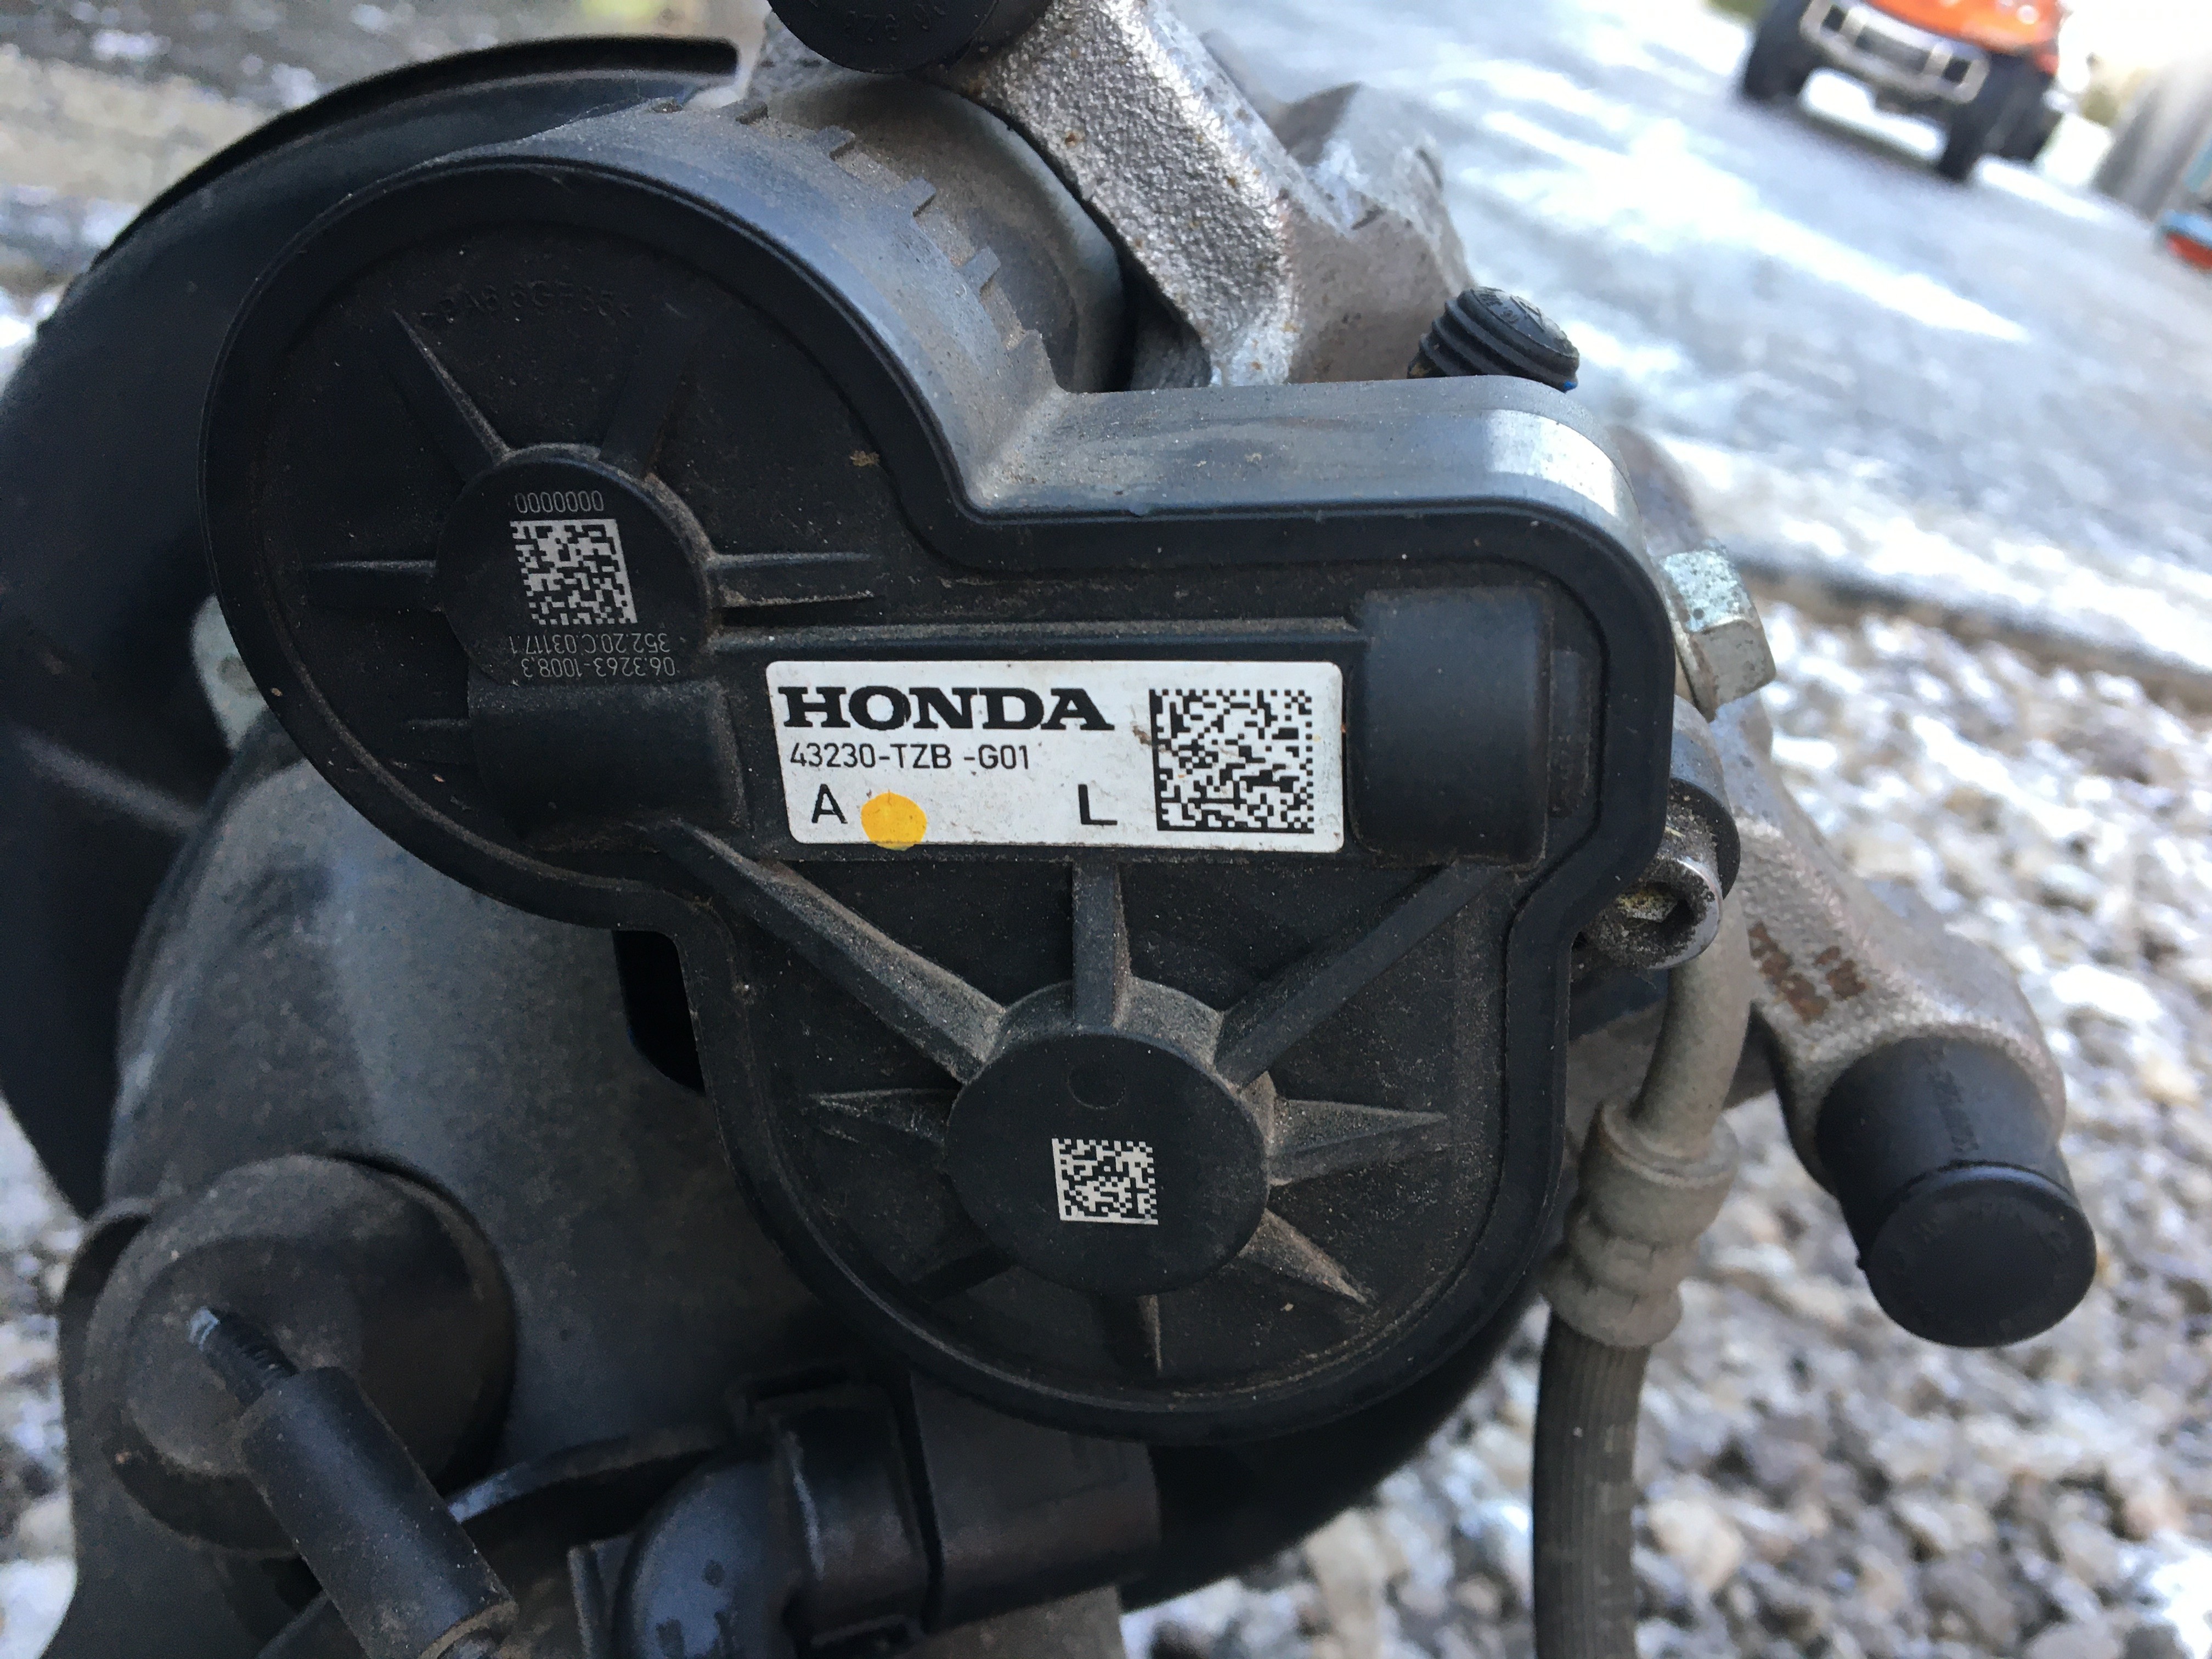 0000000
352.20.C.03117.1
06.3263-1008.3
HONDA
43230-TZB -G01
A L